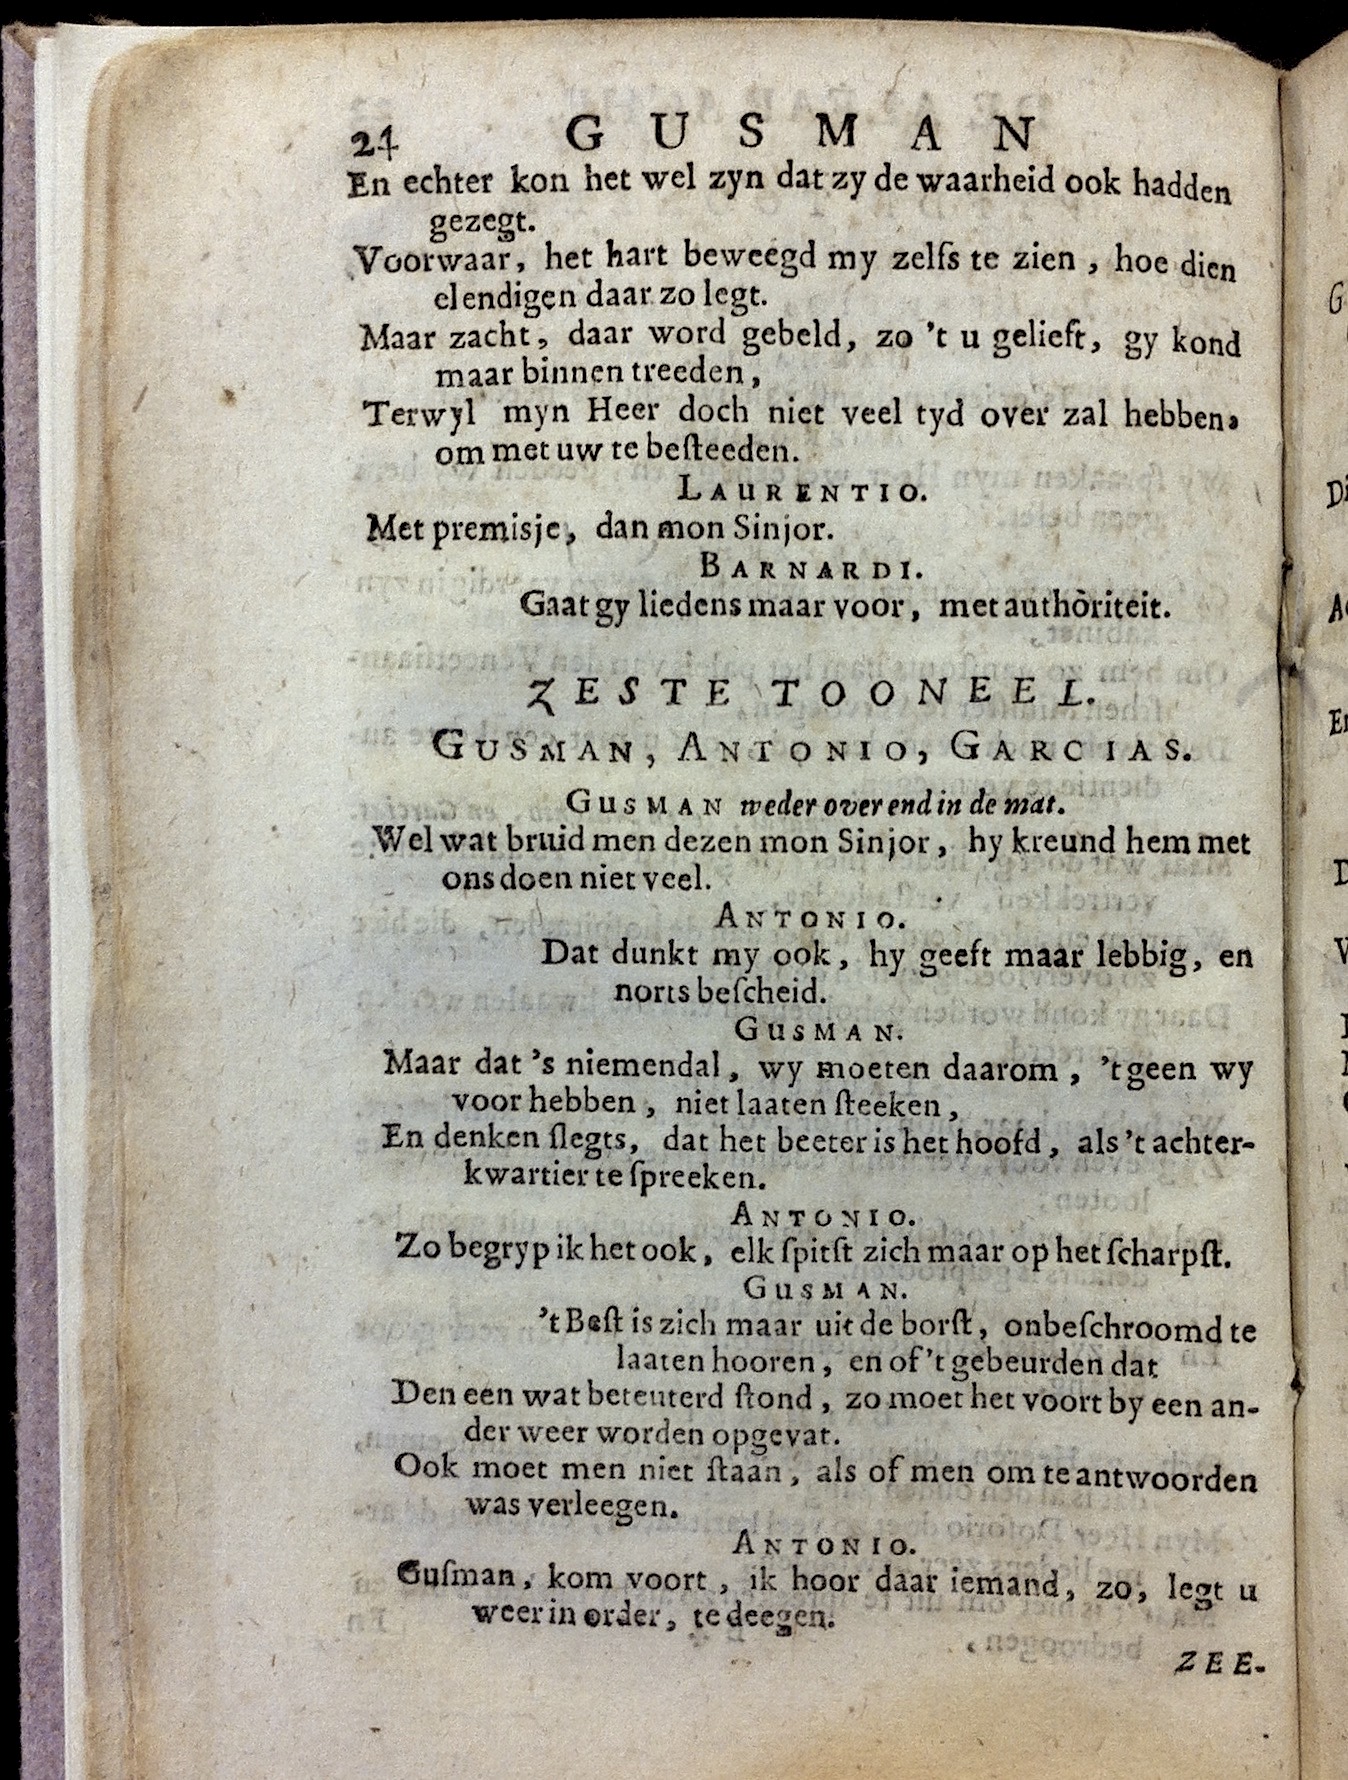 24 GUSMAN
En echter kon het wel zyn dat zy de waarheid ook hadden
gezegt.
Voorwaar, het hart beweegd my zelfs te zien, hoe dien
elendigen daar zo legt.
Maar zacht, daar word gebeld, zo 't u gelieft, gy kond
maar binnen treeden,
Terwyl myn Heer doch niet veel tyd over zal hebben,
om met uw te beſteeden.
LAURENTIO.
Met premisje, dan mon Sinjor.
BARNARDI.
Gaat gy liedens maar voor, met authòriteit.
ZESTE TOONEEL.
GUSMAN, ANTONIO, GARCIAS.
GUSMAN weder over end in de mat.
Wel wat bruid men dezen mon Sinjor, hy kreund hem met
ons doen niet veel.
ANTONIO.
Dat dunkt my ook, hy geeft maar lebbig, en
norts beſcheid.
GUSMAN.
Maar dat 's niemendal, wy moeten daarom, 't geen wy
voor hebben, niet laaten ſteeken,
En denken ſlegts, dat het beeter is het hoofd, als 't achter-
kwartier te ſpreeken.
ANTONIO.
Zo begryp ik het ook, elk ſpitſt zich maar op het ſcharpſt.
GUSMAN.
't Beſt is zich maar uit de borſt, onbeſchroomd te
laaten hooren, en of 't gebeurden dat
Den een wat beteuterd ſtond, zo moet het voort by een an-
der weer worden opgevat.
Ook moet men niet ſtaan, als of men om te antwoorden
was verleegen.
ANTONIO.
Guſman, kom voort, ik hoor daar iemand, zo, legt u
weer in order, te deegen.
ZEE-